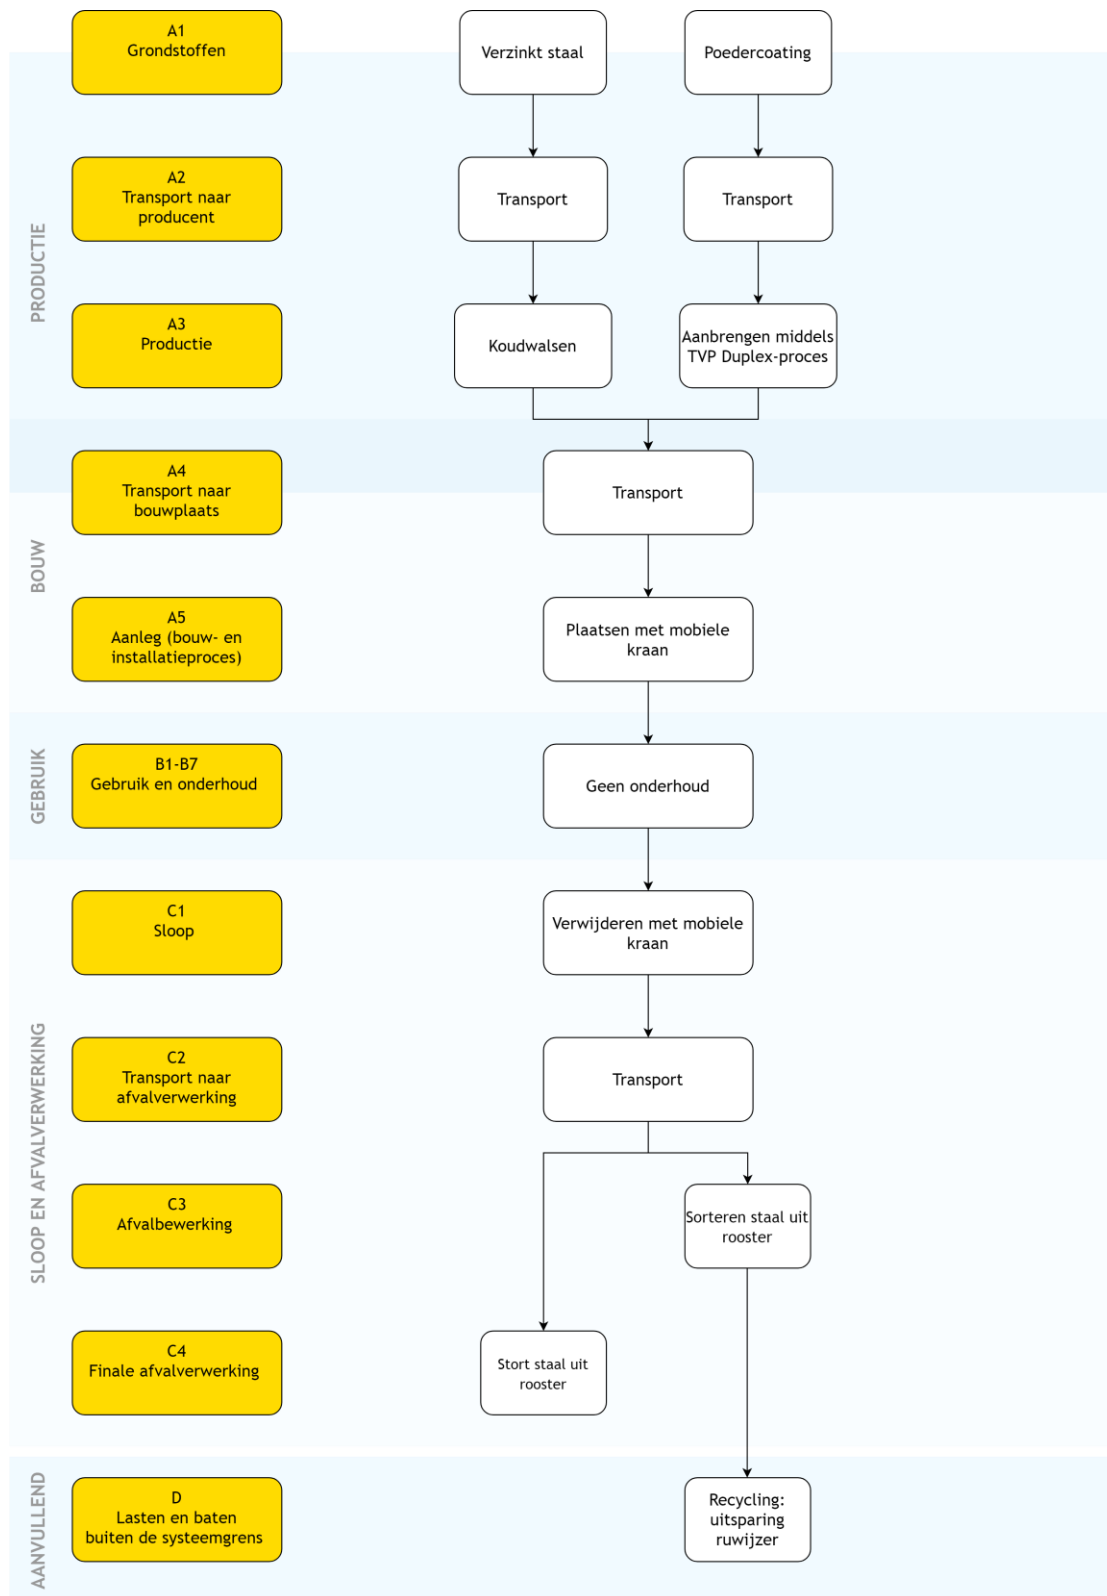 A1
Grondstoffen
Verzinkt staal
Poedercoating
PRODUCTIE
A2
Transport naar
producent
Transport
Transport
A3
Productie
Koudwalsen
Aanbrengen middels
TVP Duplex-proces
BOUW
A4
Transport naar
bouwplaats
Transport
A5
Aanleg (bouw- en
installatieproces)
Plaatsen met mobiele
kraan
GEBRUIK
B1-B7
Gebruik en onderhoud
Geen onderhoud
SLOOP EN AFVALVERWERKING
C1
Sloop
Verwijderen met mobiele
kraan
C2
Transport naar
afvalverwerking
Transport
C3
Afvalbewerking
Sorteren staal uit
rooster
C4
Finale afvalverwerking
Stort staal uit
rooster
AANVULLEND
D
Lasten en baten
buiten de systeemgrens
Recycling:
uitsparing
ruwijzer